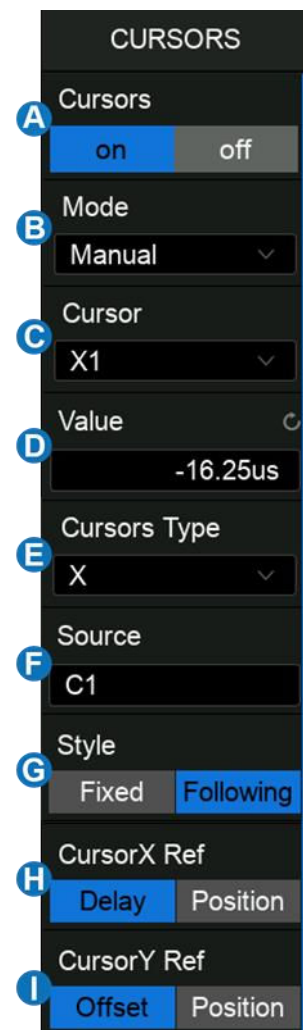 CURSORS
Cursors
A
on off
Mode
B
Manual
Cursor
C
X1
Value
D
-16.25us
Cursors Type
E
X
Source
F
C1
Style
G
Fixed Following
CursorX Ref
H
Delay Position
CursorY Ref
I
Offset Position